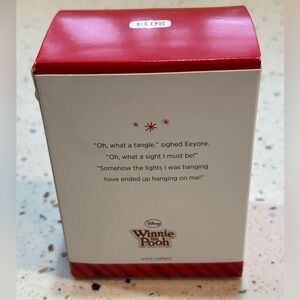 2014
"Oh, what a tangle," sighed Eeyore.
"Oh, what a sight I must be!"
"Somehow the lights I was hanging
have ended up hanging on me!"
Disney
Winnie
the
Pooh
artist crafted